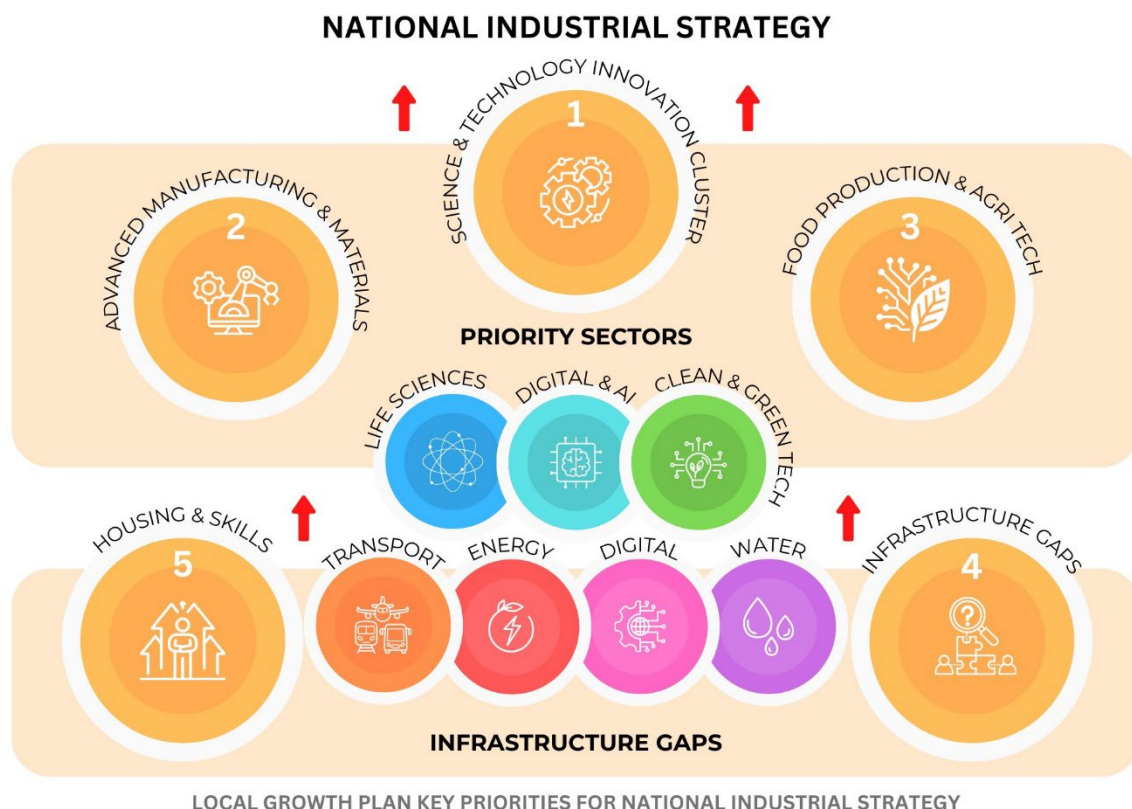 NATIONAL INDUSTRIAL STRATEGY
SCIENCE & TECHNOLOGY INNOVATION CLUSTER
1
ADVANCED MANUFACTURING & MATERIALS
2
FOOD PRODUCTION & AGRI TECH
3
PRIORITY SECTORS
LIFE SCIENCES
DIGITAL & AI
CLEAN & GREEN TECH
HOUSING & SKILLS
5
TRANSPORT
ENERGY
DIGITAL
WATER
INFRASTRUCTURE GAPS
4
?
INFRASTRUCTURE GAPS
LOCAL GROWTH PLAN KEY PRIORITIES FOR NATIONAL INDUSTRIAL STRATEGY